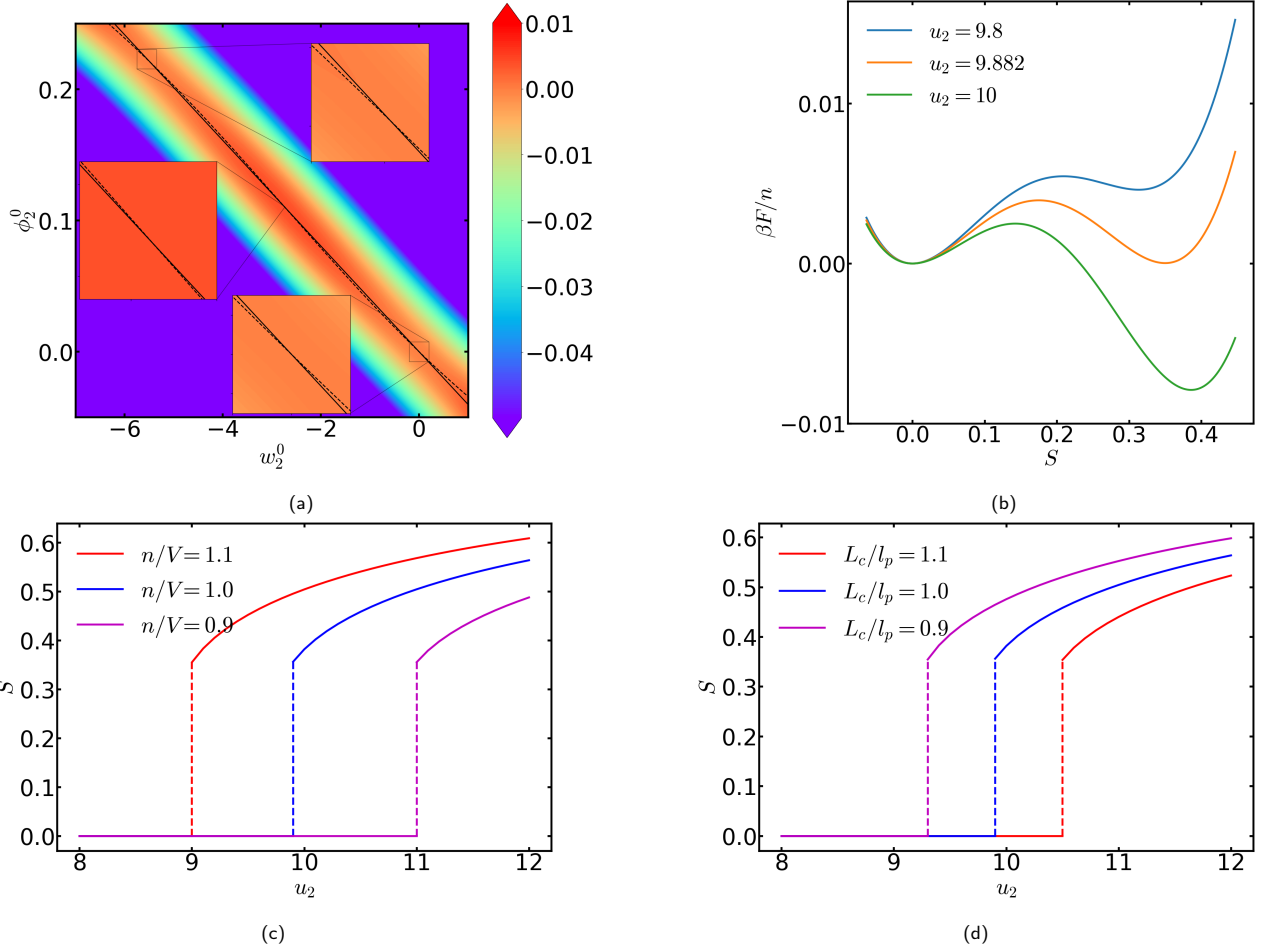 0.2
0.1
0.0
−6
−4
−2
0
ϕ₂⁰
w₂⁰
0.01
0.00
−0.01
−0.02
−0.03
−0.04
(a)
u₂ = 9.8
u₂ = 9.882
u₂ = 10
0.01
0.00
−0.01
0.0
0.1
0.2
0.3
0.4
βF/n
S
(b)
n/V = 1.1
n/V = 1.0
n/V = 0.9
0.6
0.5
0.4
0.3
0.2
0.1
0.0
8
9
10
11
12
S
u₂
(c)
L_c/l_p = 1.1
L_c/l_p = 1.0
L_c/l_p = 0.9
0.6
0.5
0.4
0.3
0.2
0.1
0.0
8
9
10
11
12
S
u₂
(d)